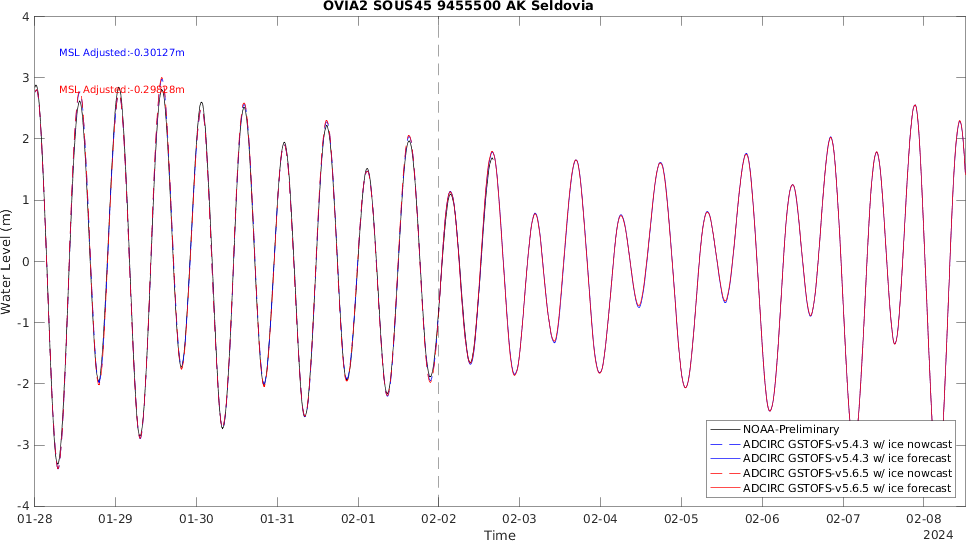 OVIA2 SOUS45 9455500 AK Seldovia
4
3
2
1
0
-1
-2
-3
-4
Water Level (m)
MSL Adjusted:-0.30127m
MSL Adjusted:-0.29828m
NOAA-Preliminary
ADCIRC GSTOFS-v5.4.3 w/ ice nowcast
ADCIRC GSTOFS-v5.4.3 w/ ice forecast
ADCIRC GSTOFS-v5.6.5 w/ ice nowcast
ADCIRC GSTOFS-v5.6.5 w/ ice forecast
01-28 01-29 01-30 01-31 02-01 02-02 02-03 02-04 02-05 02-06 02-07 02-08
Time
2024